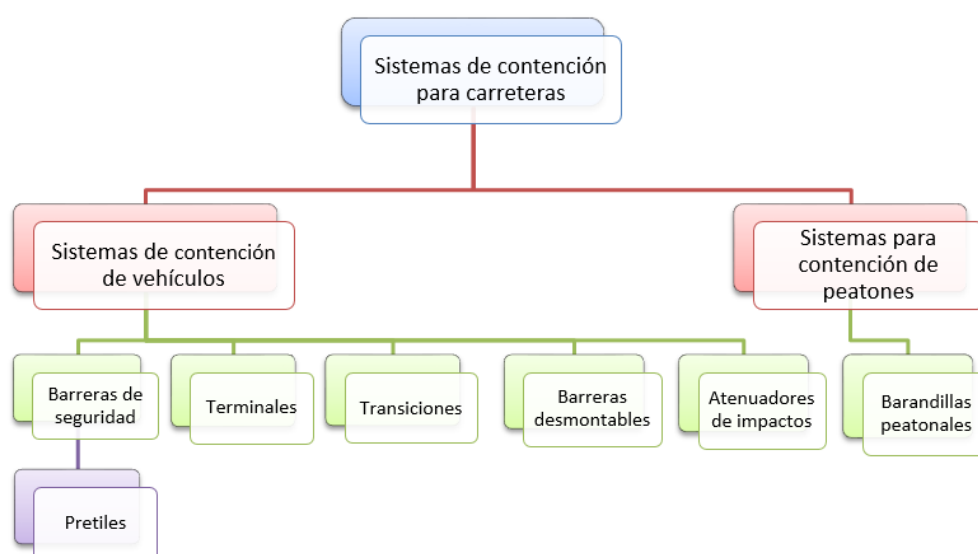 Sistemas de contención
para carreteras
Sistemas de contención
de vehículos
Sistemas para
contención de
peatones
Barreras de
seguridad
Terminales
Transiciones
Barreras
desmontables
Atenuadores
de impactos
Barandillas
peatonales
Pretiles